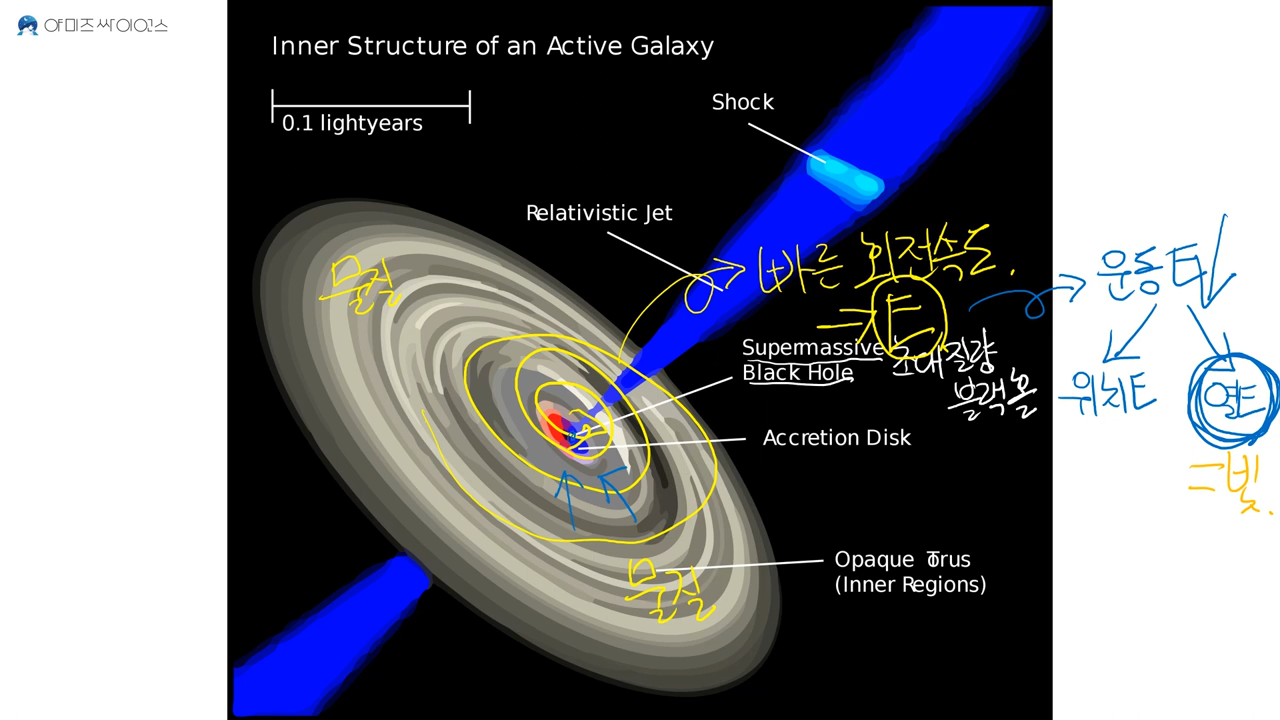 야미즈 싸이언스
Inner Structure of an Active Galaxy
0.1 lightyears
Shock
Relativistic Jet
물질
빠른 회전속도.
=E
운동E
Supermassive 초대질량
Black Hole 블랙홀
위치E
열E
=빛.
Accretion Disk
Opaque Torus
(Inner Regions)
물질